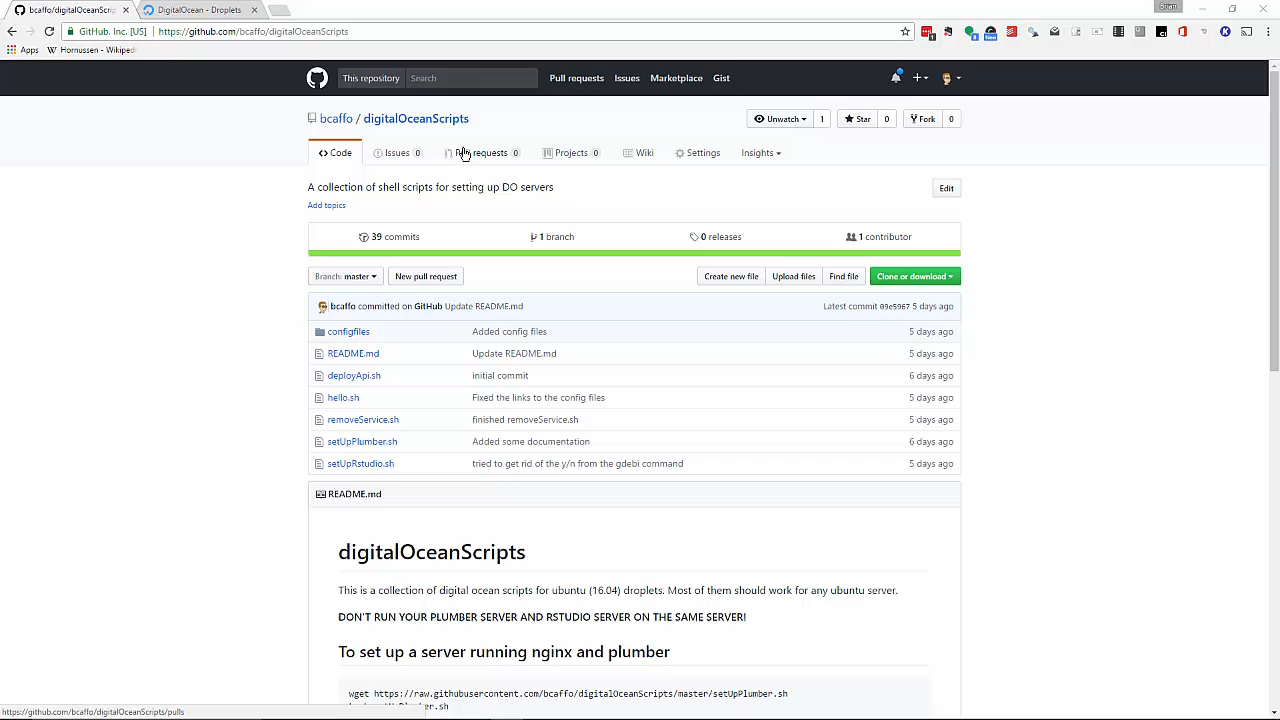 bcaffo/digitalOceanScrip
DigitalOcean - Droplets
Brian
GitHub, Inc. [US] | https://github.com/bcaffo/digitalOceanScripts
Apps
Hornussen - Wikiped
This repository
Search
Pull requests
Issues
Marketplace
Gist
bcaffo / digitalOceanScripts
Unwatch
1
Star
0
Fork
0
Code
Issues 0
requests 0
Projects 0
Wiki
Settings
Insights
A collection of shell scripts for setting up DO servers
Edit
Add topics
39 commits
1 branch
0 releases
1 contributor
Branch: master
New pull request
Create new file
Upload files
Find file
Clone or download
bcaffo committed on GitHub Update README.md
Latest commit 09e5967 5 days ago
configfiles
Added config files
5 days ago
README.md
Update README.md
5 days ago
deployApi.sh
initial commit
6 days ago
hello.sh
Fixed the links to the config files
5 days ago
removeService.sh
finished removeService.sh
5 days ago
setUpPlumber.sh
Added some documentation
6 days ago
setUpRstudio.sh
tried to get rid of the y/n from the gdebi command
5 days ago
README.md
digitalOceanScripts
This is a collection of digital ocean scripts for ubuntu (16.04) droplets. Most of them should work for any ubuntu server.
DON'T RUN YOUR PLUMBER SERVER AND RSTUDIO SERVER ON THE SAME SERVER!
To set up a server running nginx and plumber
wget https://raw.githubusercontent.com/bcaffo/digitalOceanScripts/master/setUpPlumber.sh
https://github.com/bcaffo/digitalOceanScripts/pulls